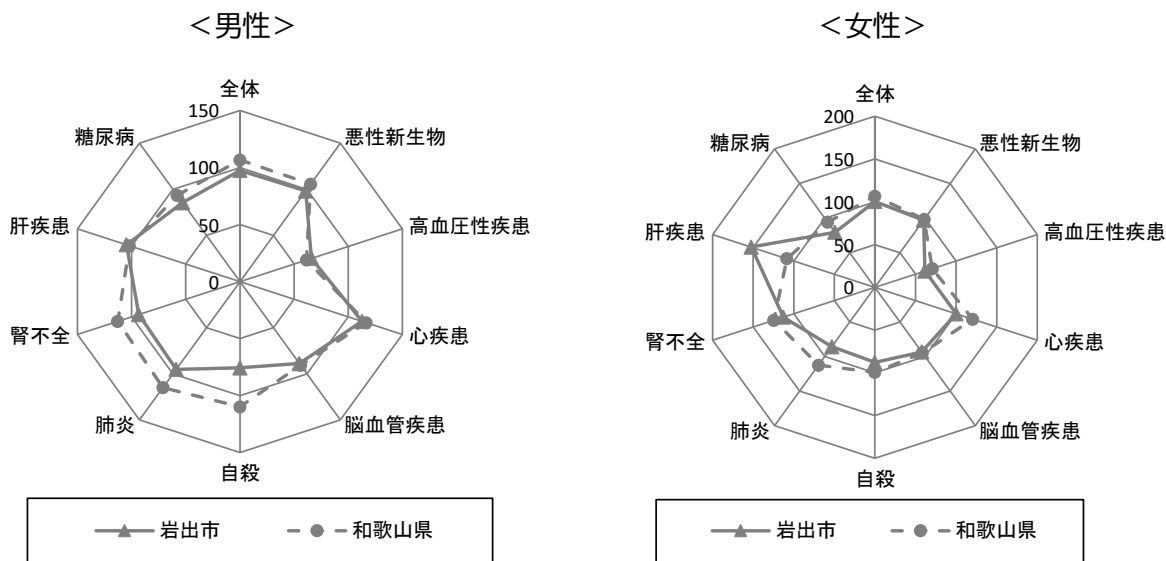 ＜男性＞
全体
悪性新生物
高血圧性疾患
心疾患
脳血管疾患
自殺
肺炎
腎不全
肝疾患
糖尿病
150
100
50
0
岩出市
和歌山県
＜女性＞
全体
悪性新生物
高血圧性疾患
心疾患
脳血管疾患
自殺
肺炎
腎不全
肝疾患
糖尿病
200
150
100
50
0
岩出市
和歌山県